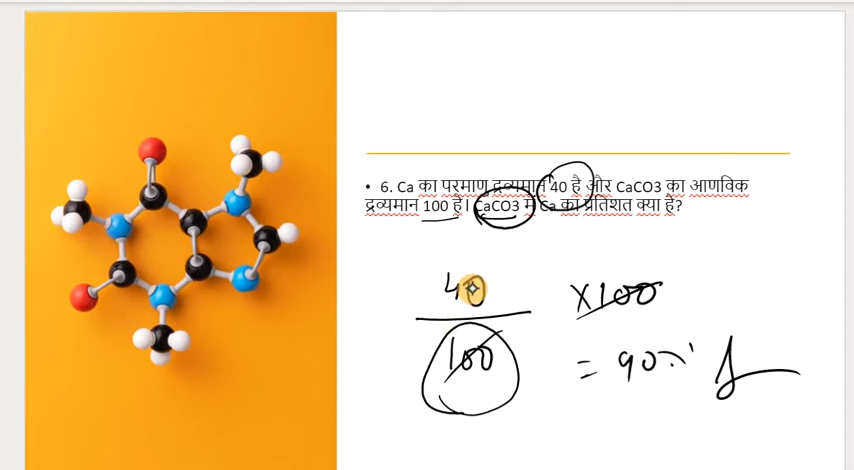 • 6. Ca का परमाणु द्रव्यमान 40 है और CaCO3 का आणविक
द्रव्यमान 100 है। CaCO3 में Ca का प्रतिशत क्या है?
40
100
×100
= 40%